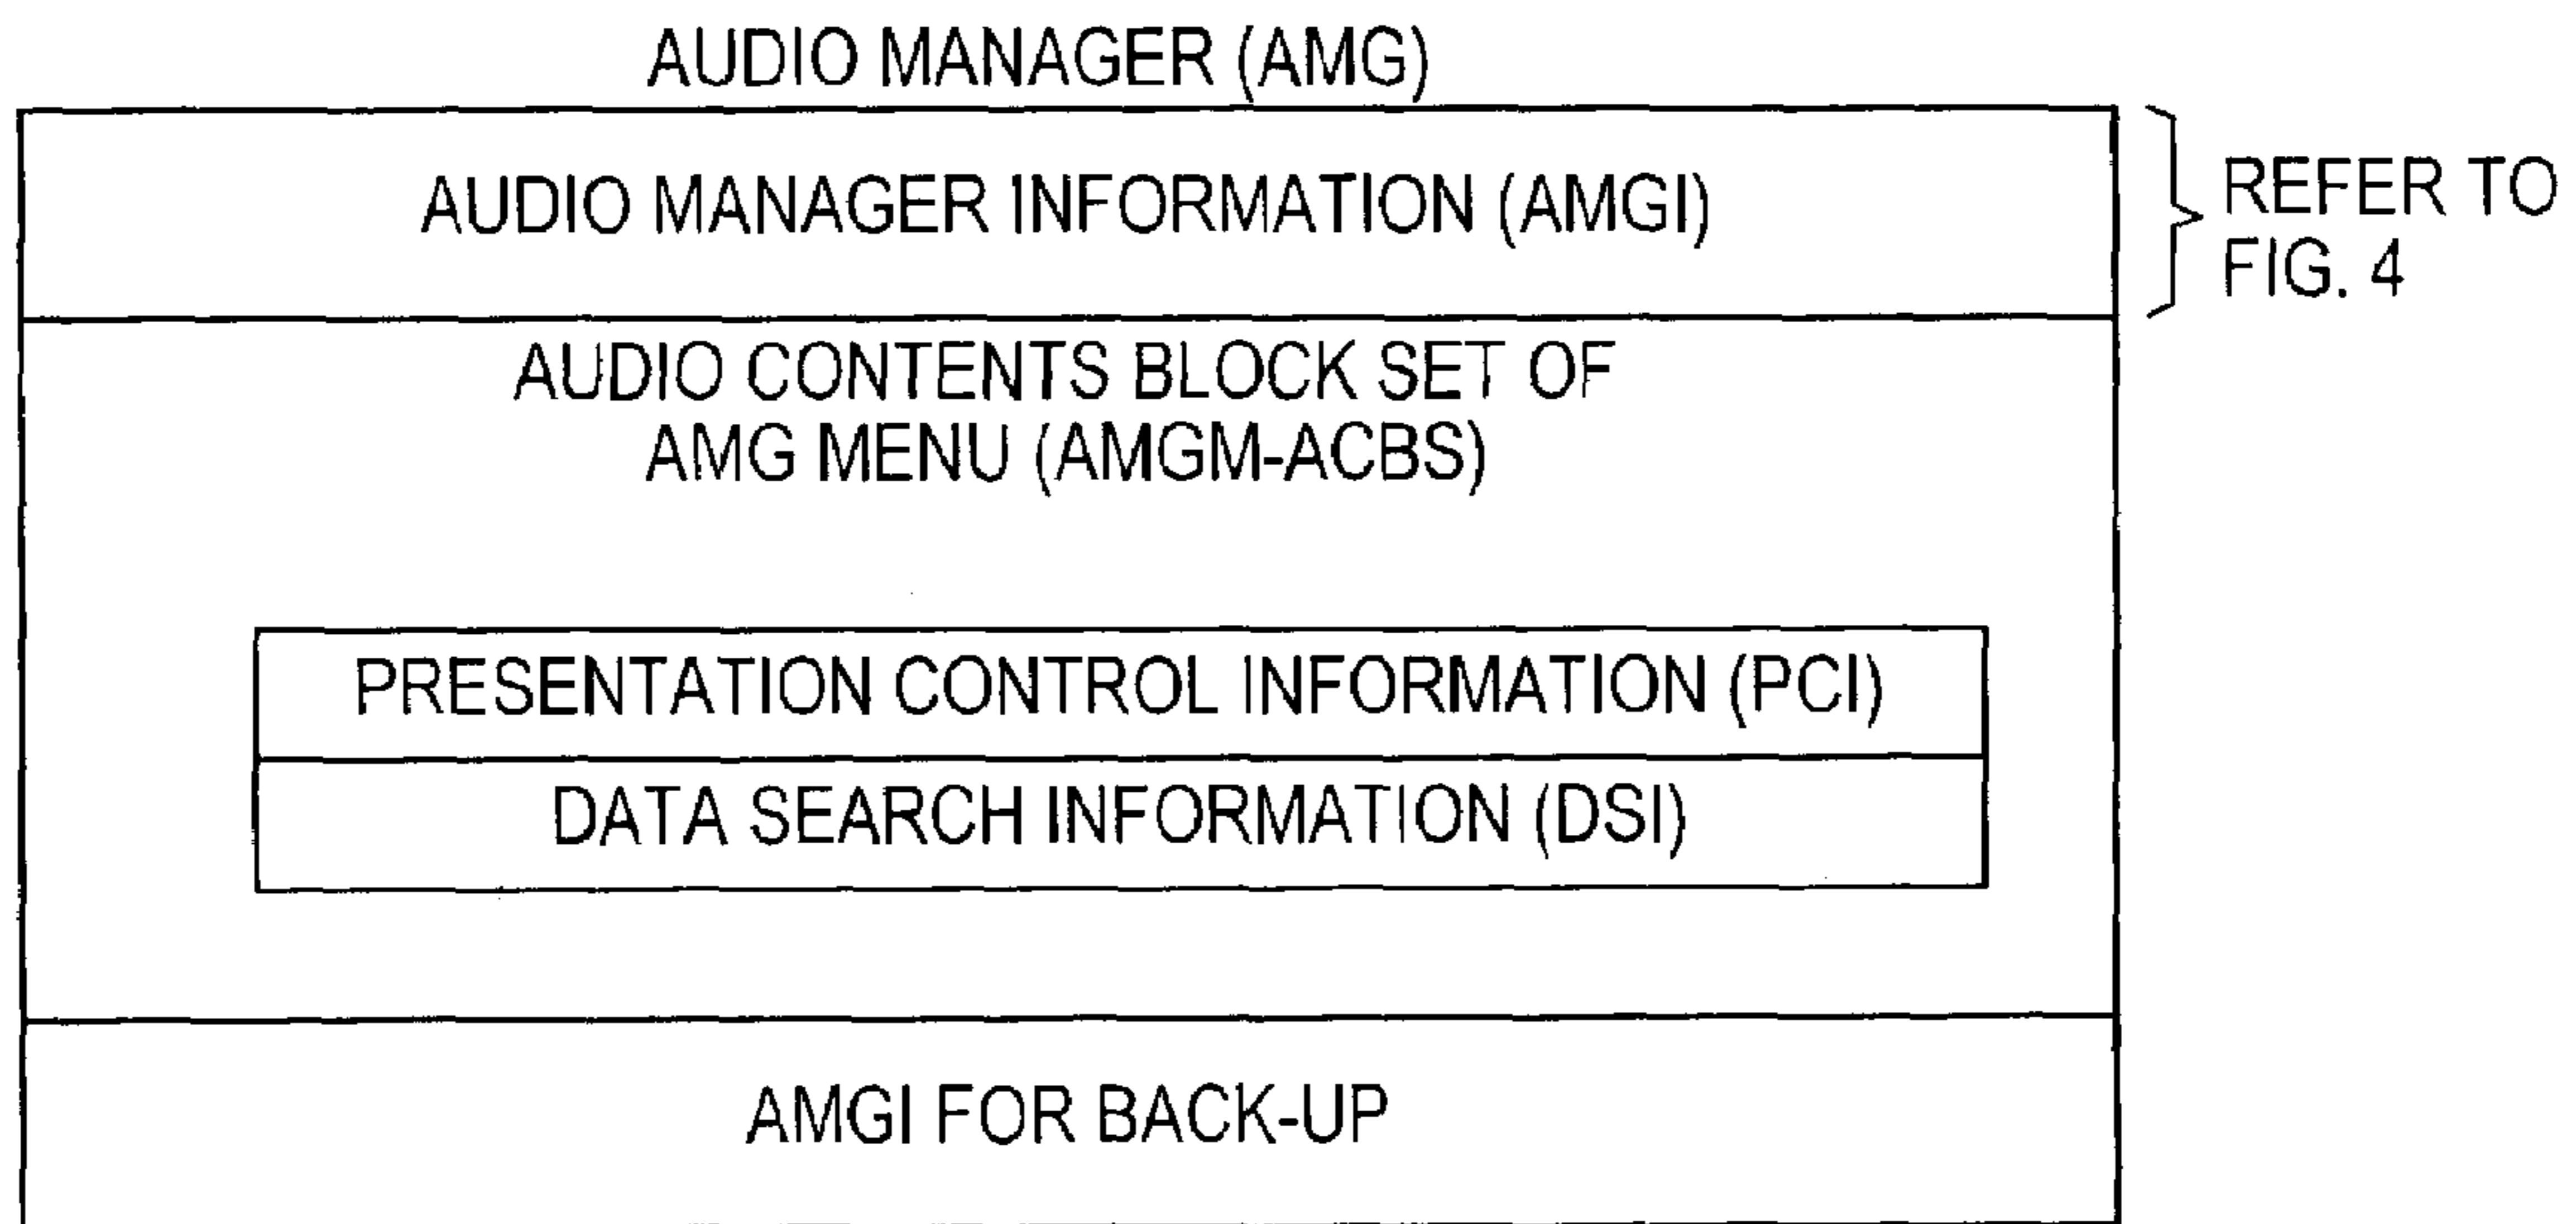 AUDIO MANAGER (AMG)
AUDIO MANAGER INFORMATION (AMGI)
REFER TO
FIG. 4
AUDIO CONTENTS BLOCK SET OF
AMG MENU (AMGM-ACBS)
PRESENTATION CONTROL INFORMATION (PCI)
DATA SEARCH INFORMATION (DSI)
AMGI FOR BACK-UP